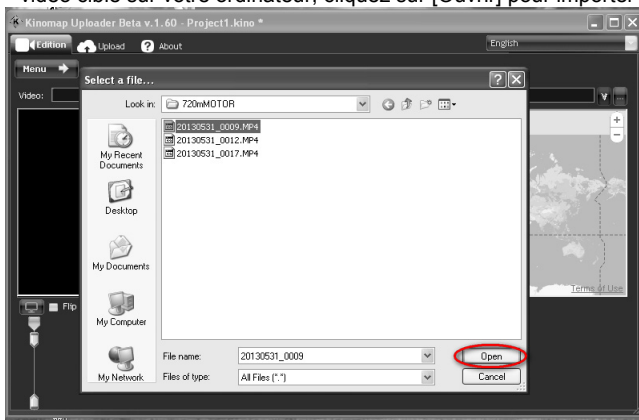 vidéo cible sur votre ordinateur, cliquez sur [Ouvrir] pour importer
Kinomap Uploader Beta v.1.60 - Project1.kino *
Edition Upload ? About English
Menu
Select a file...
Video:
Look in: 720mMOTOR
20130531_0009.MP4
20130531_0012.MP4
20130531_0017.MP4
My Recent
Documents
Desktop
My Documents
My Computer
My Network
Terms of Use
Flip
File name: 20130531_0009 Open
Files of type: All Files (*.*) Cancel